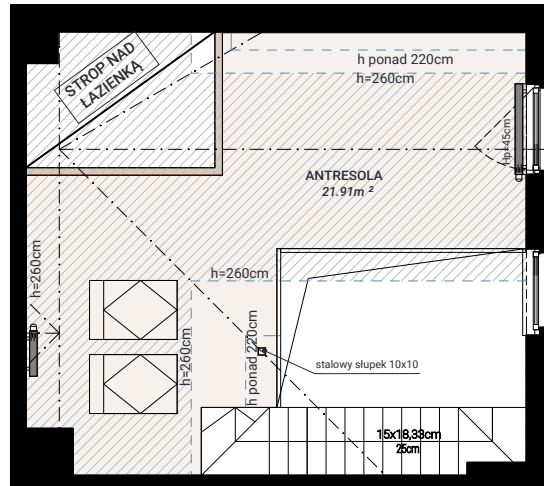 STROP NAD
ŁAZIENKĄ
h ponad 220cm
h=260cm
Hp=45cm
ANTRESOLA
21.91m ²
h=260cm
h=260cm
h=260cm
h ponad 220cm
stalowy słupek 10x10
15x18,33cm
25cm